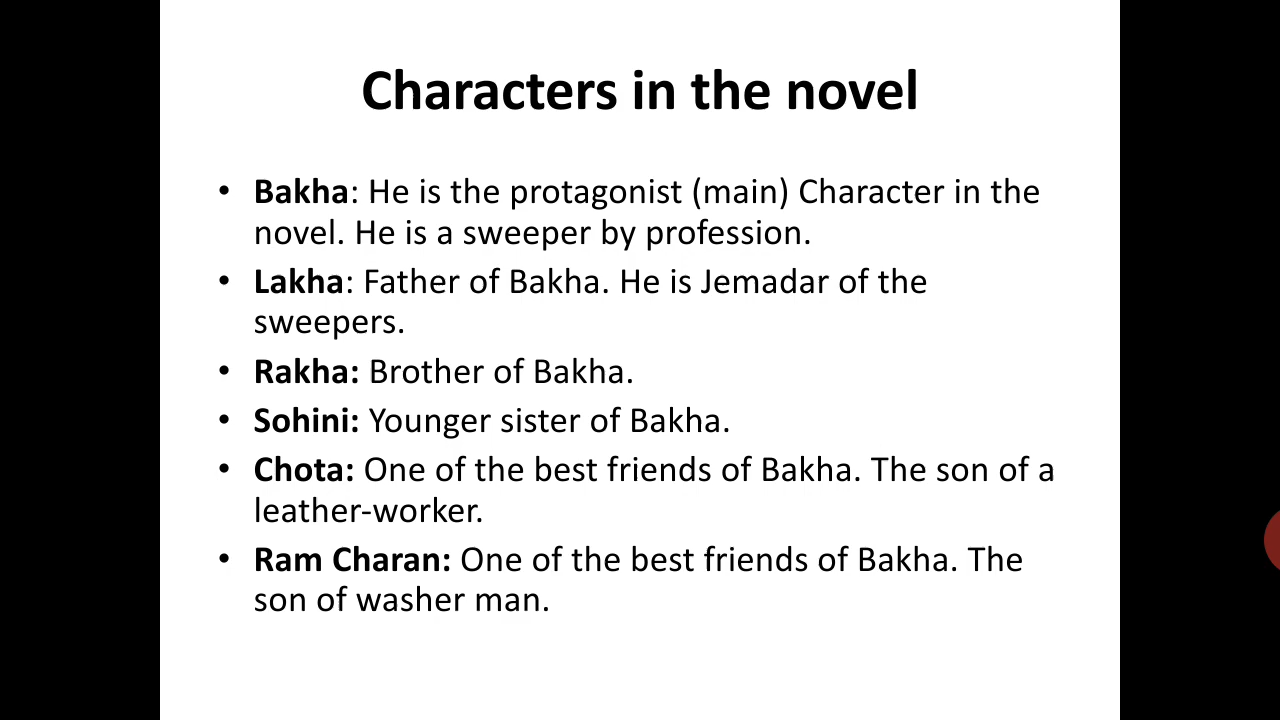 Characters in the novel
• Bakha: He is the protagonist (main) Character in the
novel. He is a sweeper by profession.
• Lakha: Father of Bakha. He is Jemadar of the
sweepers.
• Rakha: Brother of Bakha.
• Sohini: Younger sister of Bakha.
• Chota: One of the best friends of Bakha. The son of a
leather-worker.
• Ram Charan: One of the best friends of Bakha. The
son of washer man.